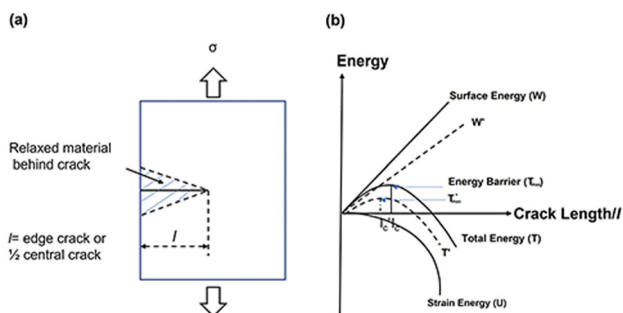 (a)
σ
Relaxed material
behind crack
l= edge crack or
½ central crack
l
(b)
Energy
Surface Energy (W)
W'
Energy Barrier (Tₘ)
Crack Length/l
Total Energy (T)
T'
Strain Energy (U)